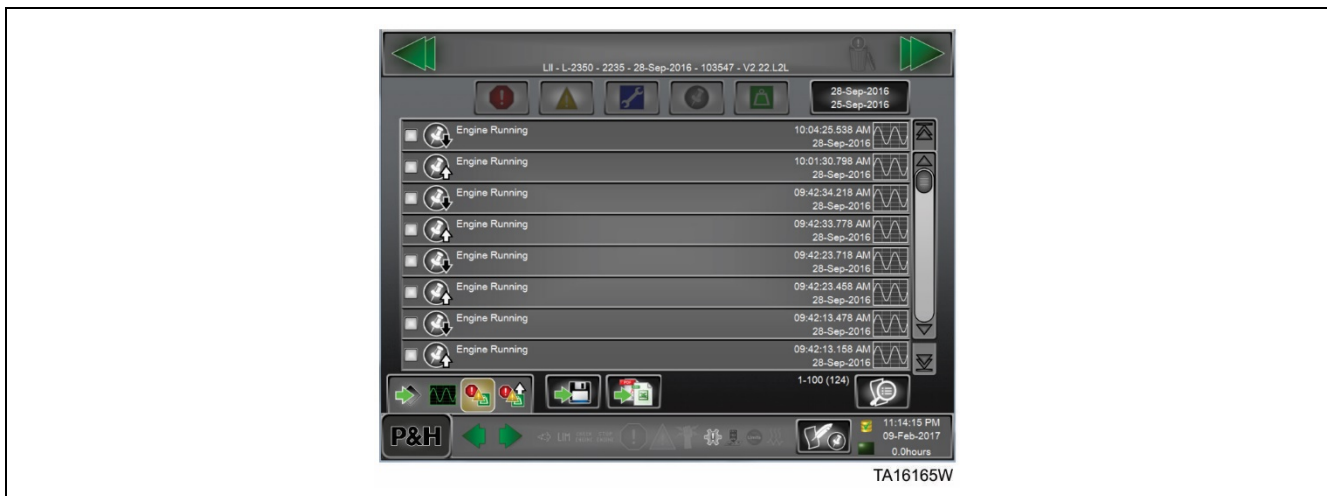 LII - L-2350 - 2235 - 28-Sep-2016 - 103547 - V2.22.L2L
28-Sep-2016
25-Sep-2016
Engine Running
10:04:25.538 AM
28-Sep-2016
Engine Running
10:01:30.798 AM
28-Sep-2016
Engine Running
09:42:34.218 AM
28-Sep-2016
Engine Running
09:42:33.778 AM
28-Sep-2016
Engine Running
09:42:23.718 AM
28-Sep-2016
Engine Running
09:42:23.458 AM
28-Sep-2016
Engine Running
09:42:13.478 AM
28-Sep-2016
Engine Running
09:42:13.158 AM
28-Sep-2016
1-100 (124)
P&H
LIM
11:14:15 PM
09-Feb-2017
0.0hours
TA16165W